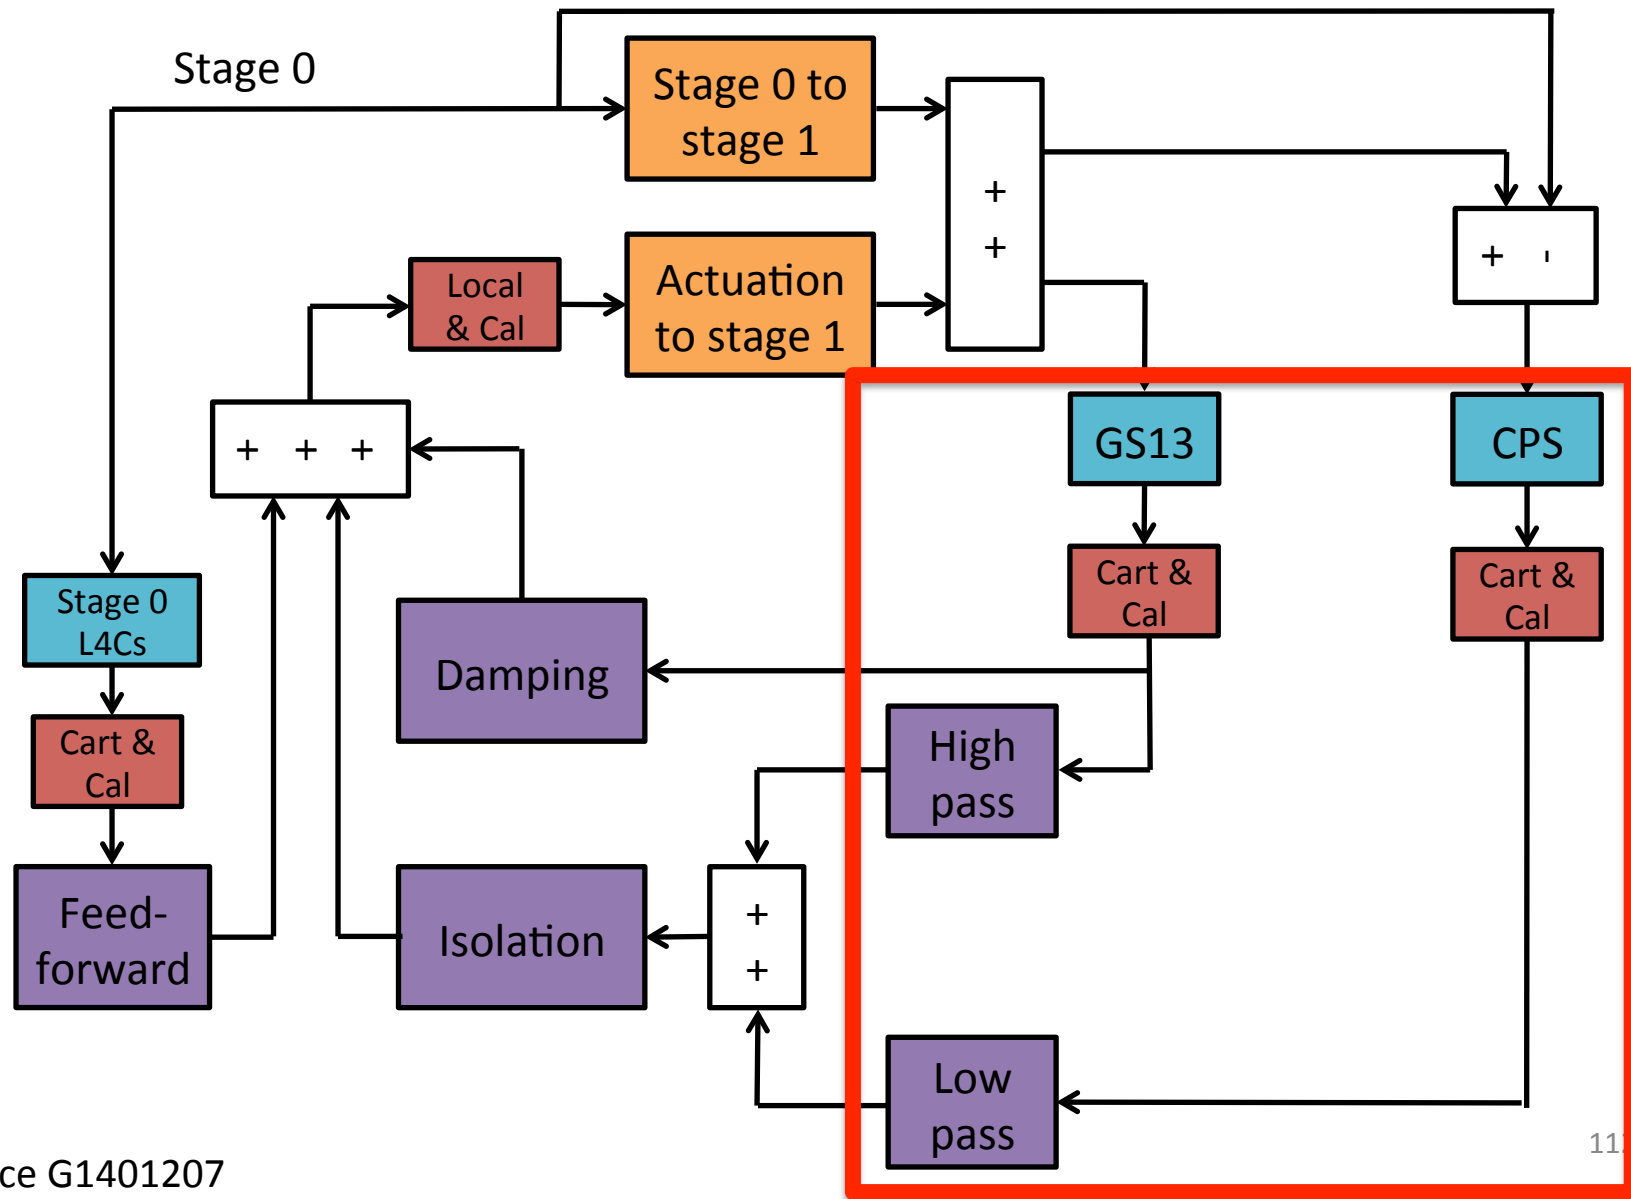 Stage 0
Stage 0 to
stage 1
+
+
+ -
Local
& Cal
Actuation
to stage 1
+ + +
GS13
CPS
Cart &
Cal
Cart &
Cal
Stage 0
L4Cs
Damping
Cart &
Cal
High
pass
Feed-
forward
Isolation
+
+
Low
pass
ce G1401207